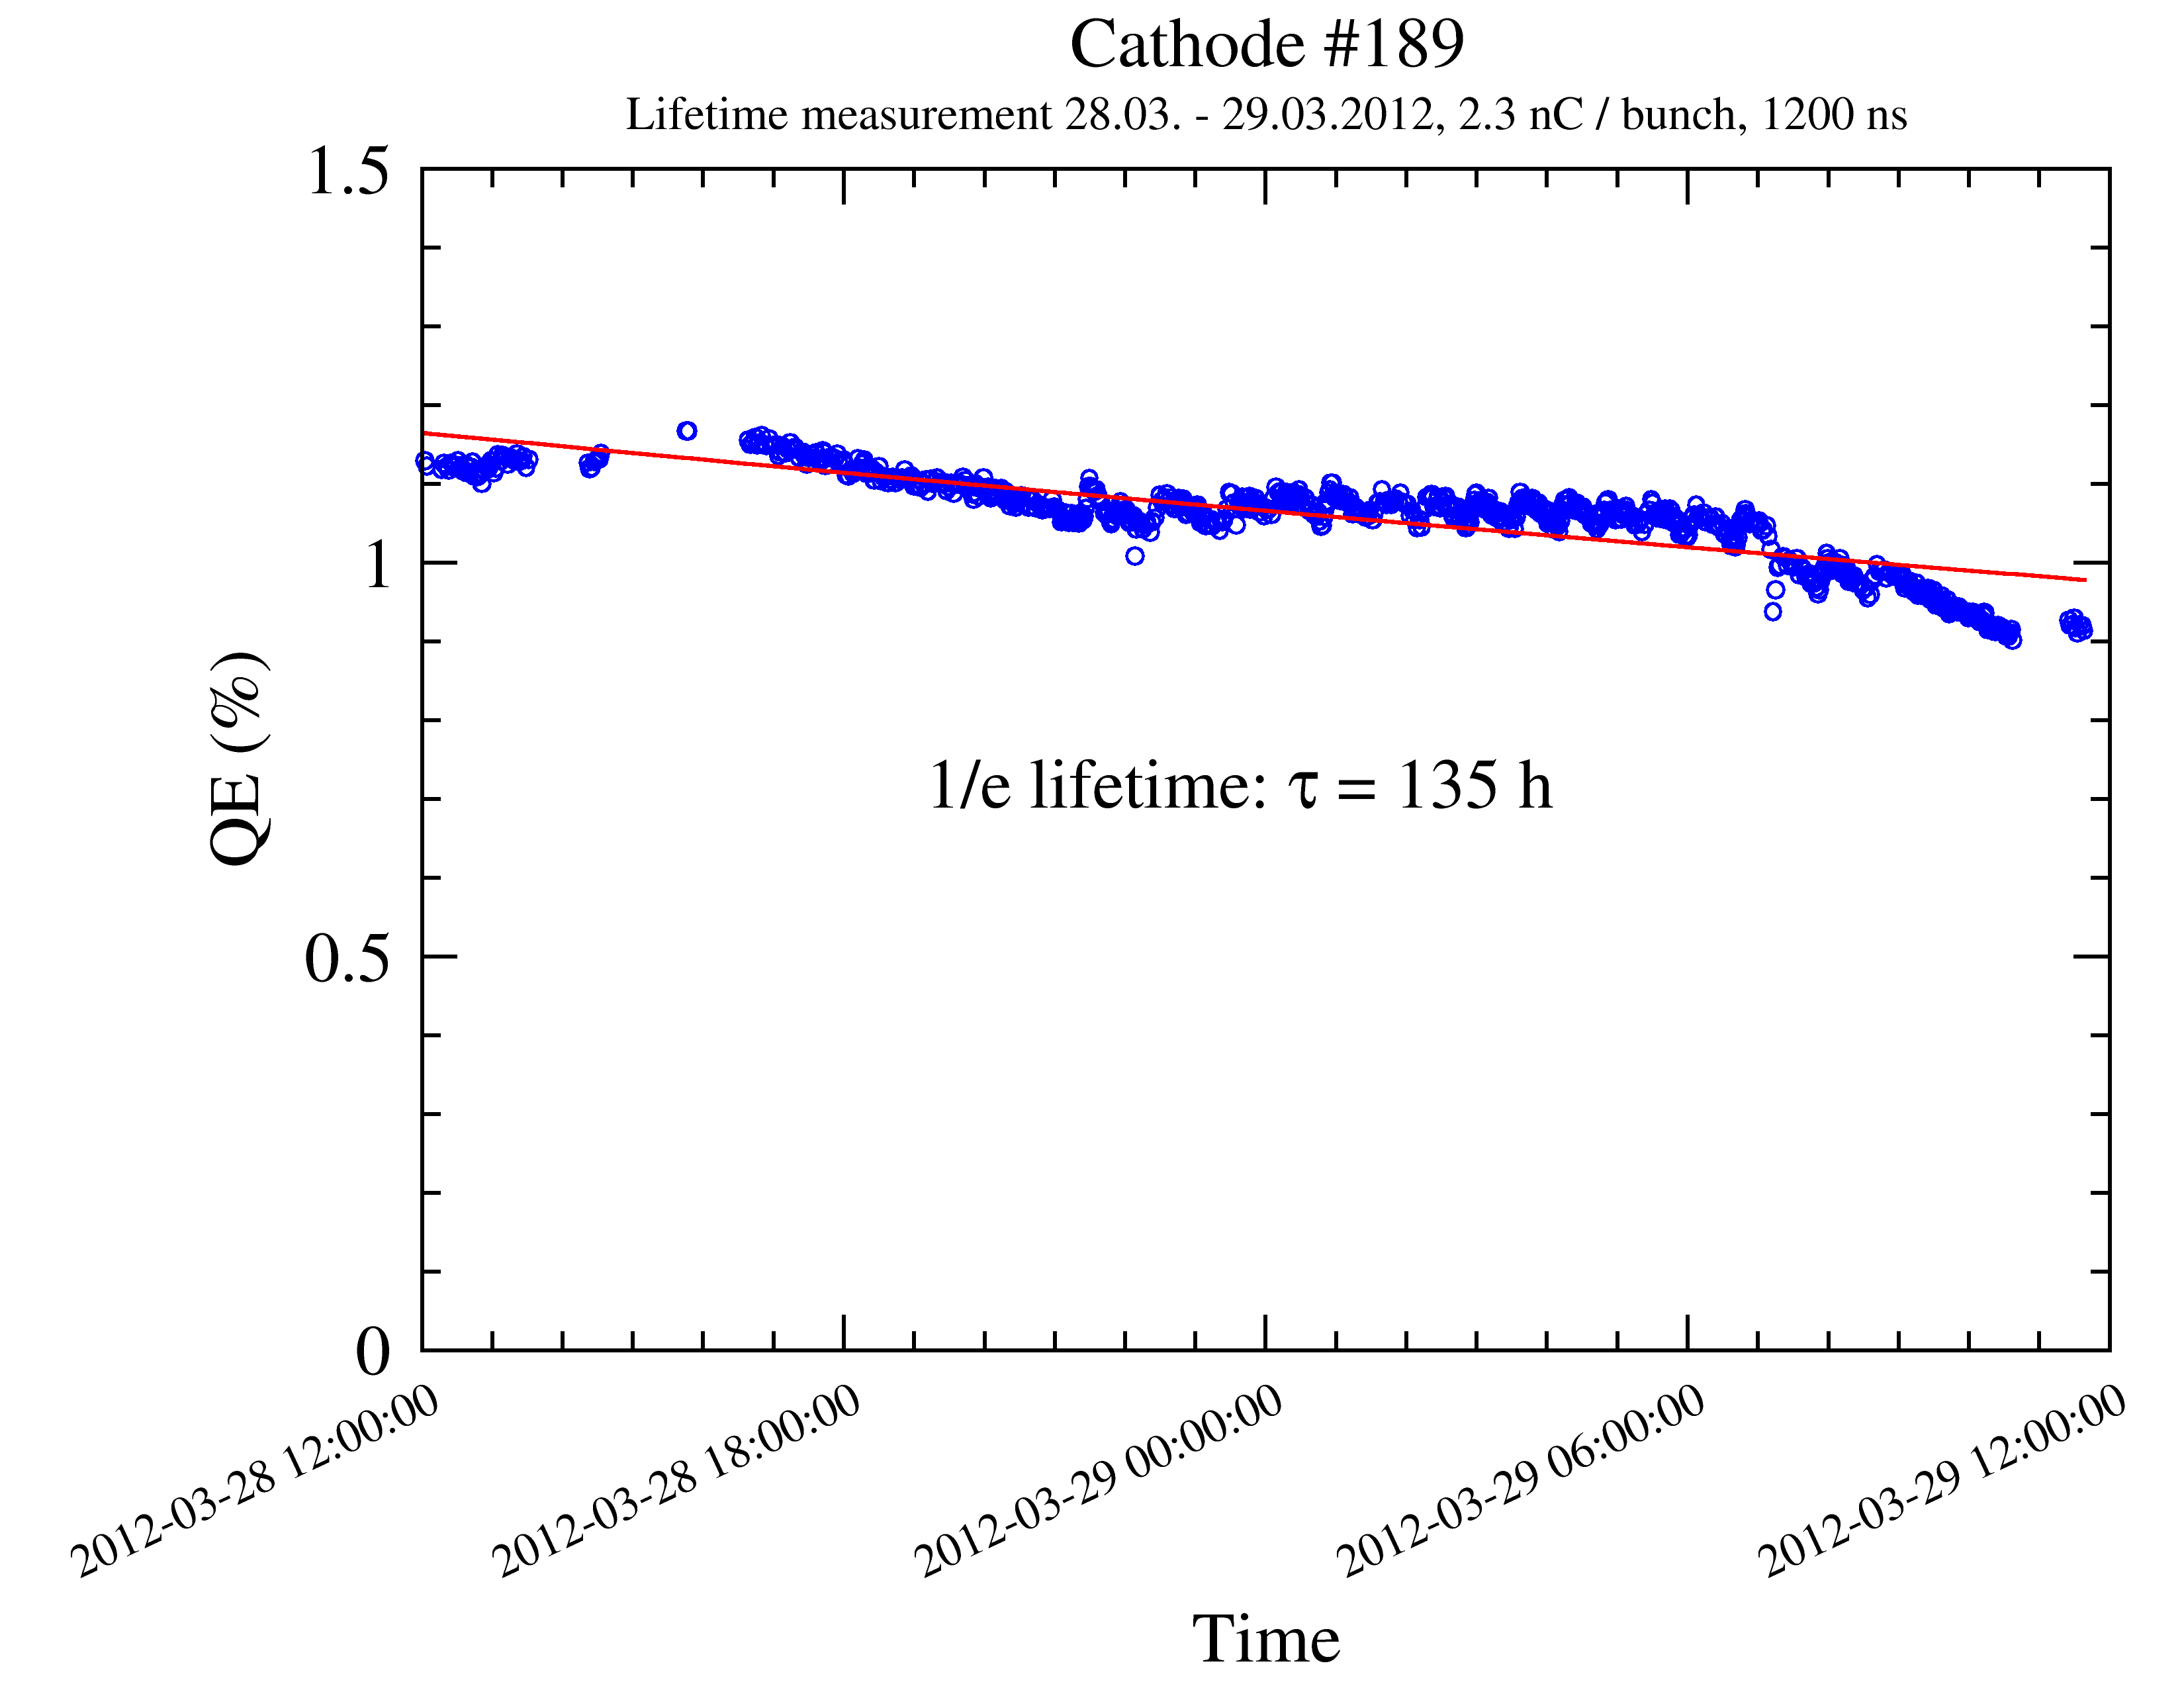 Cathode #189
Lifetime measurement 28.03. - 29.03.2012, 2.3 nC / bunch, 1200 ns
1.5
1
0.5
0
QE (%)
1/e lifetime: τ = 135 h
2012-03-28 12:00:00
2012-03-28 18:00:00
2012-03-29 00:00:00
2012-03-29 06:00:00
2012-03-29 12:00:00
Time